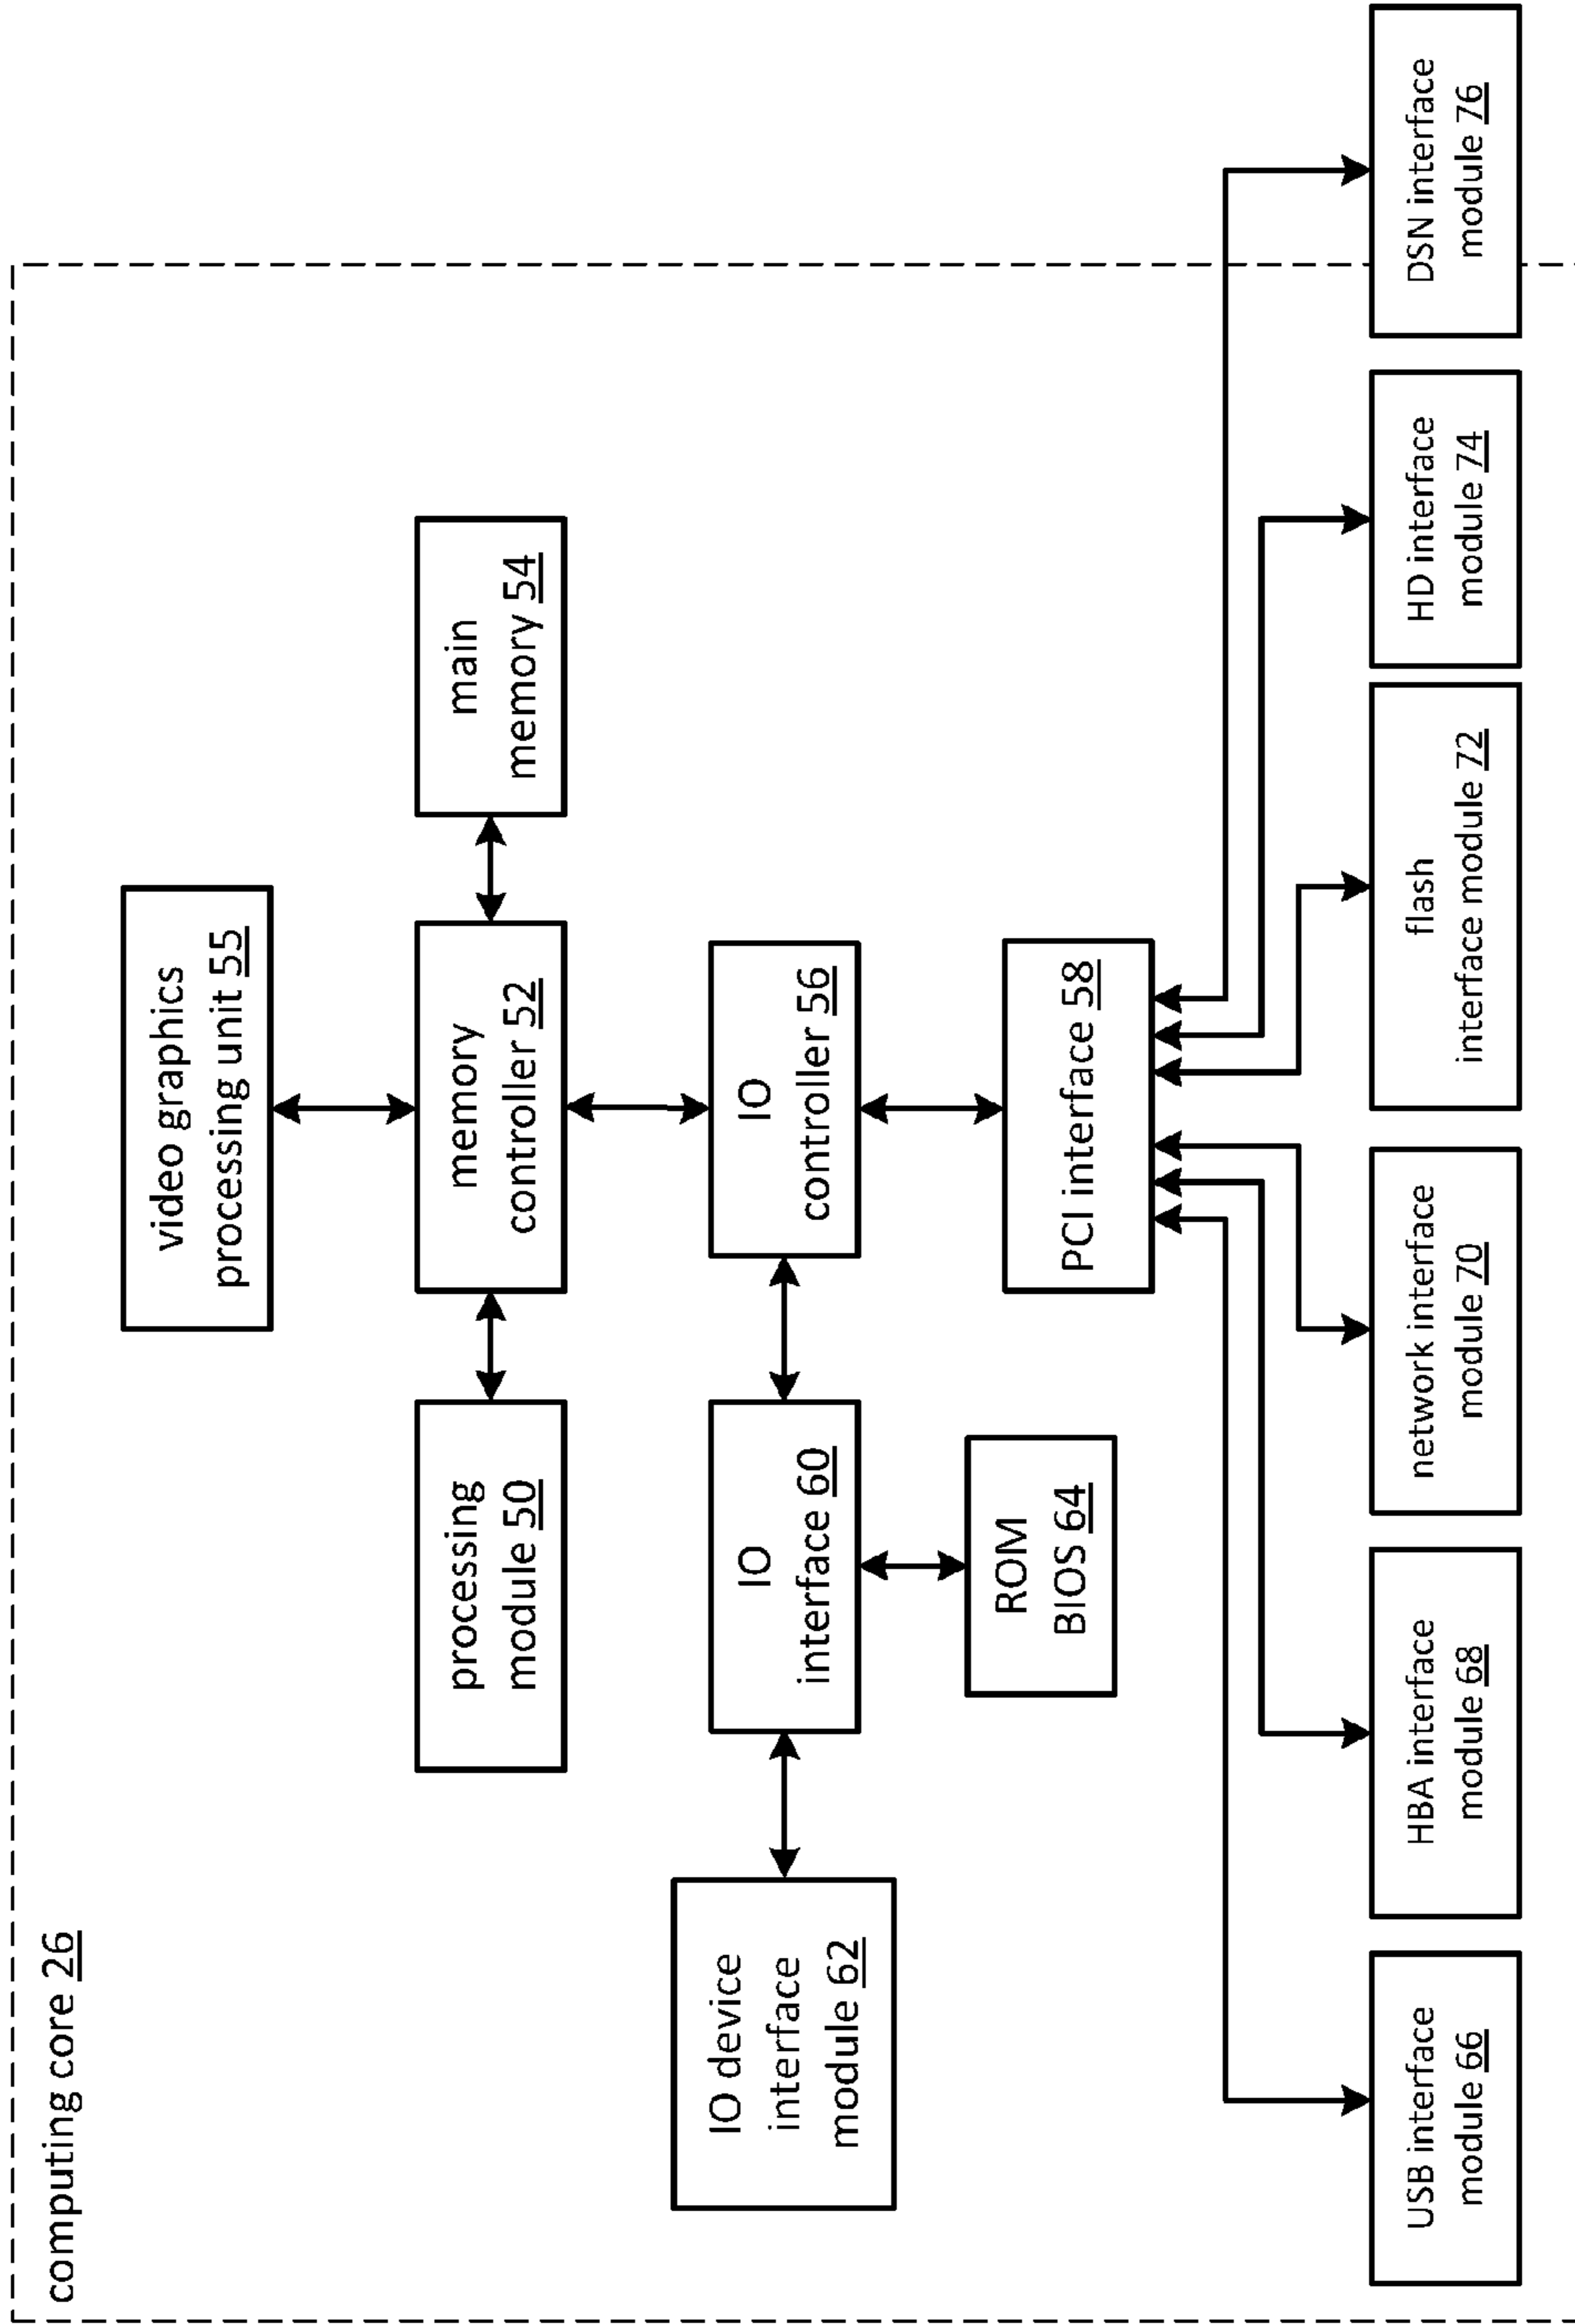 computing core 26
video graphics
processing unit 55
processing
module 50
memory
controller 52
main
memory 54
IO device
interface
module 62
IO
interface 60
IO
controller 56
ROM
BIOS 64
PCI interface 58
USB interface
module 66
HBA interface
module 68
network interface
module 70
flash
interface module 72
HD interface
module 74
DSN interface
module 76